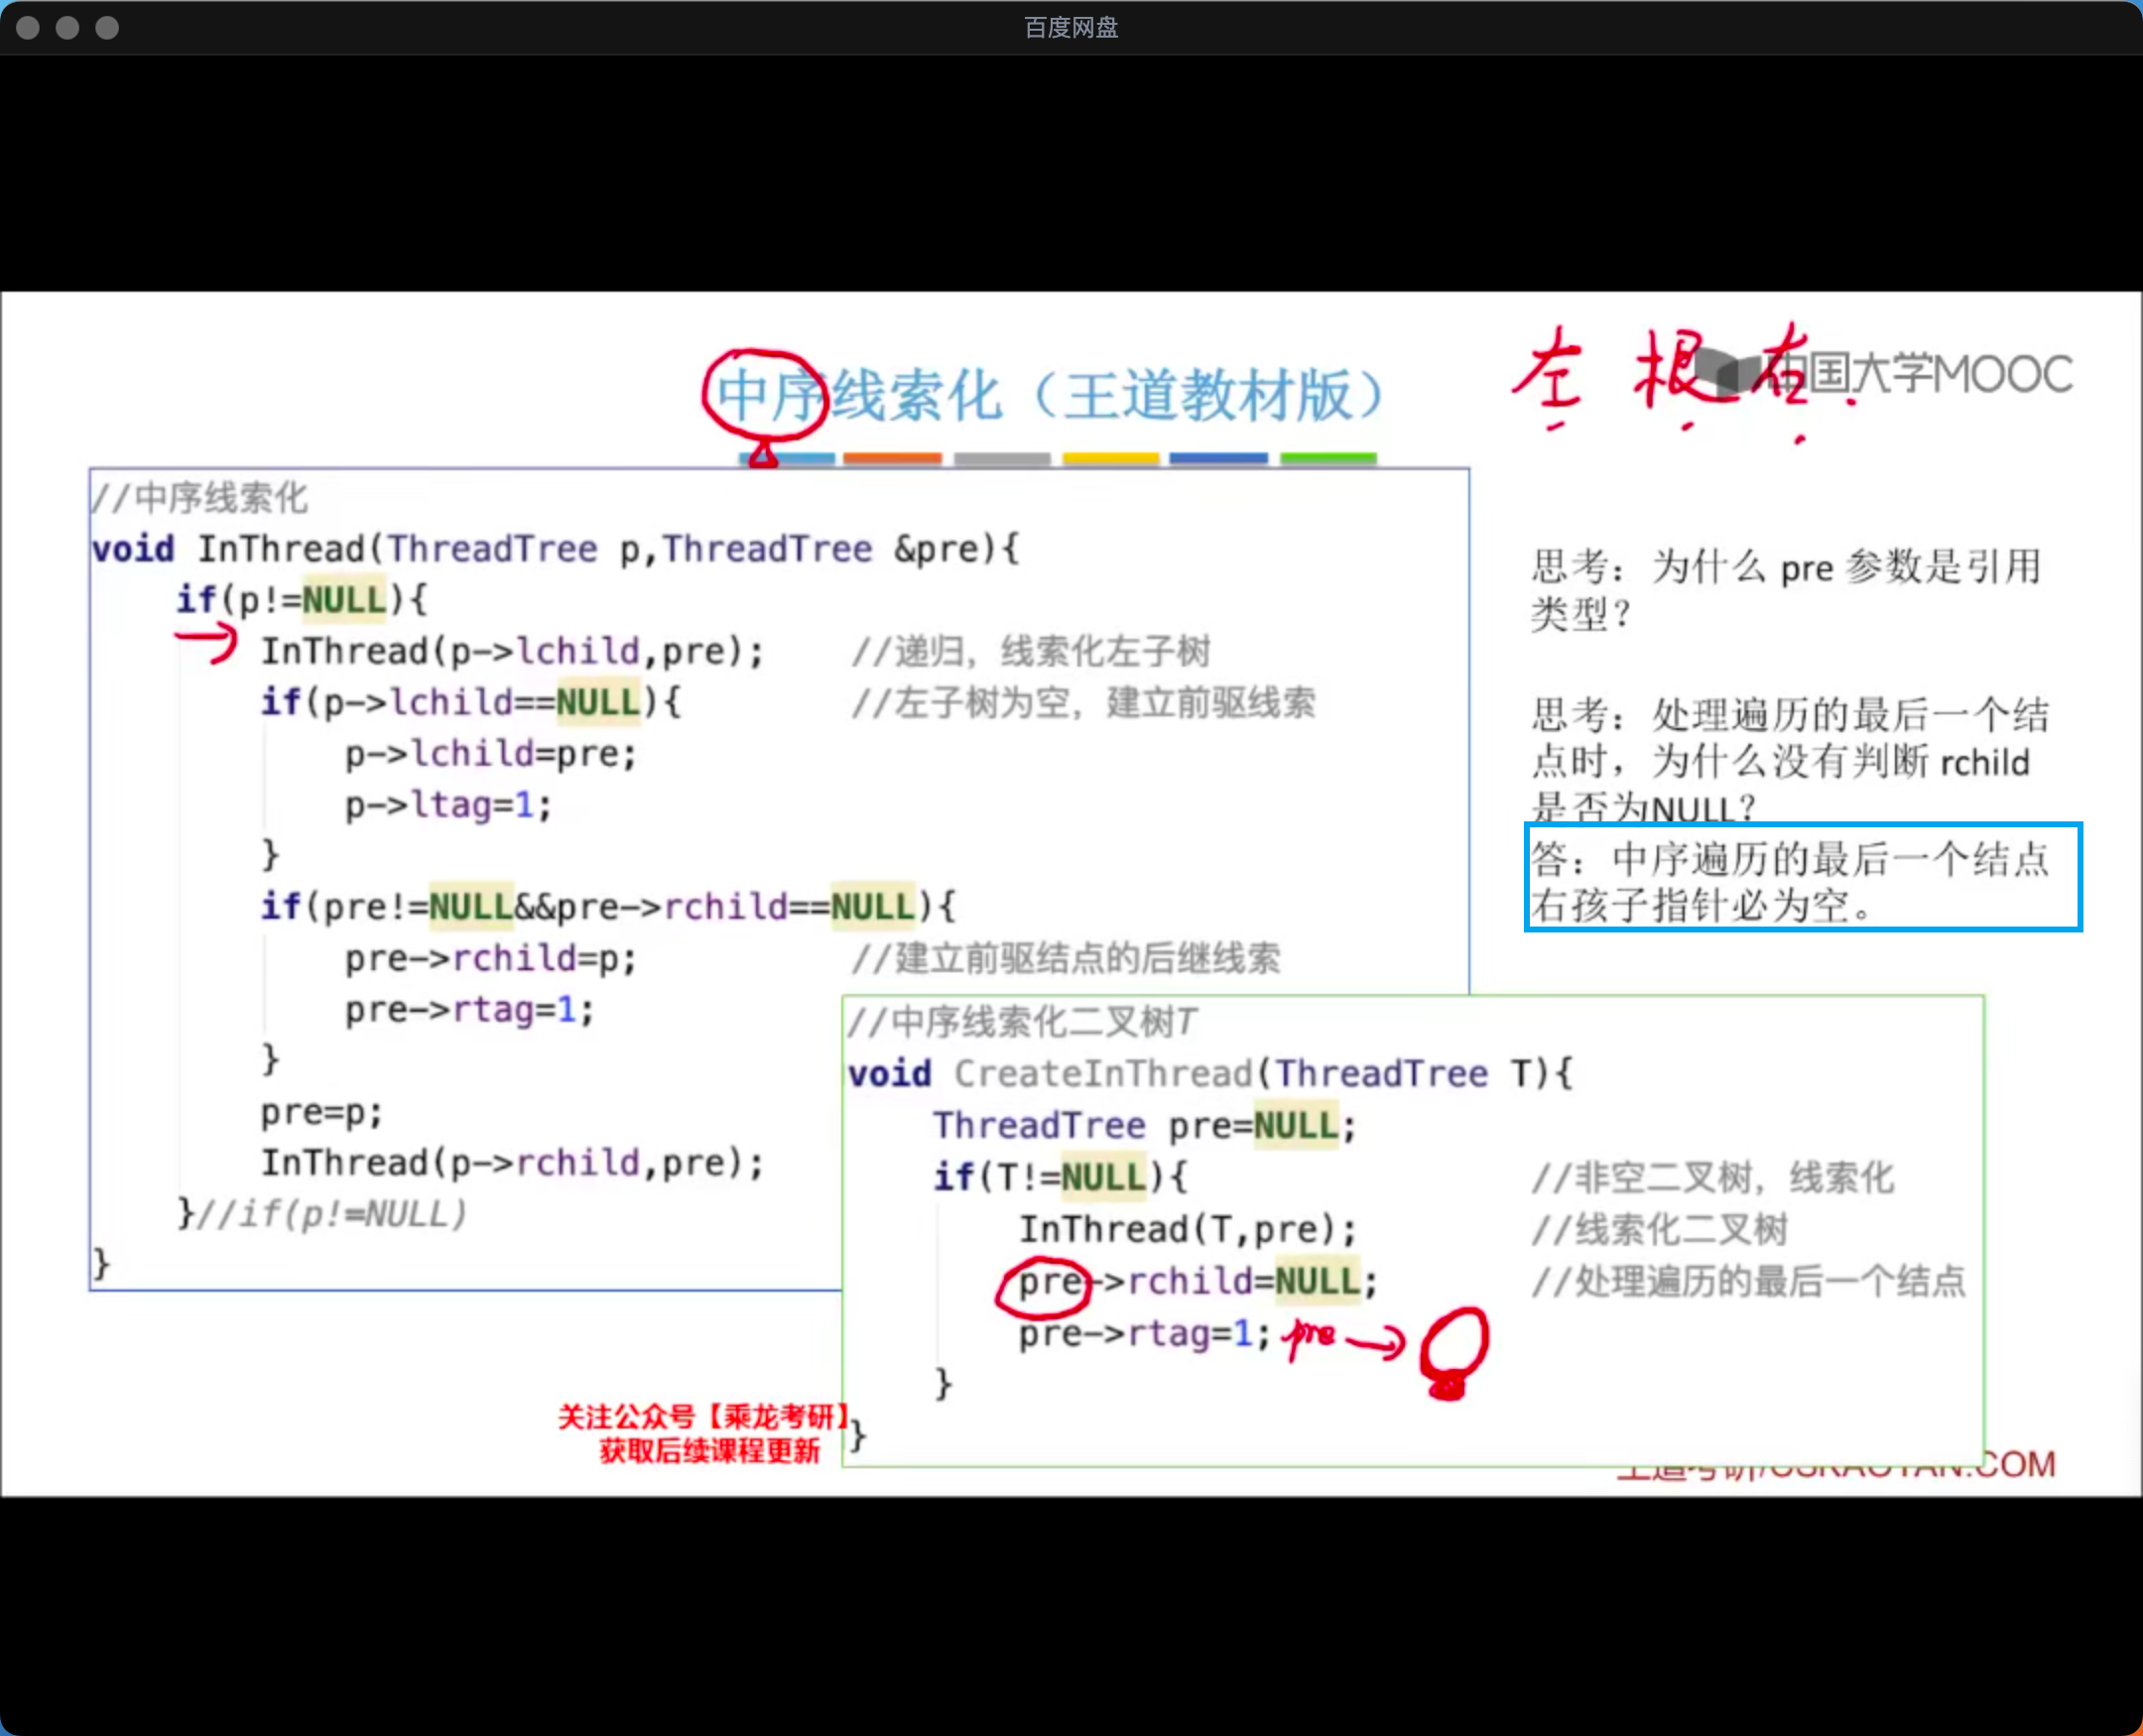 百度网盘
中序线索化（王道教材版）
左 根 右
中国大学MOOC
//中序线索化
void InThread(ThreadTree p,ThreadTree &pre){
if(p!=NULL){
InThread(p->lchild,pre); //递归，线索化左子树
if(p->lchild==NULL){ //左子树为空，建立前驱线索
p->lchild=pre;
p->ltag=1;
}
if(pre!=NULL&&pre->rchild==NULL){
pre->rchild=p; //建立前驱结点的后继线索
pre->rtag=1;
}
pre=p;
InThread(p->rchild,pre);
}//if(p!=NULL)
}
思考：为什么 pre 参数是引用
类型？
思考：处理遍历的最后一个结
点时，为什么没有判断 rchild
是否为NULL？
答：中序遍历的最后一个结点
右孩子指针必为空。
//中序线索化二叉树T
void CreateInThread(ThreadTree T){
ThreadTree pre=NULL;
if(T!=NULL){ //非空二叉树，线索化
InThread(T,pre); //线索化二叉树
pre->rchild=NULL; //处理遍历的最后一个结点
pre->rtag=1; pre
}
}
关注公众号【乘龙考研】
获取后续课程更新
王道考研/CSKAOYAN.COM